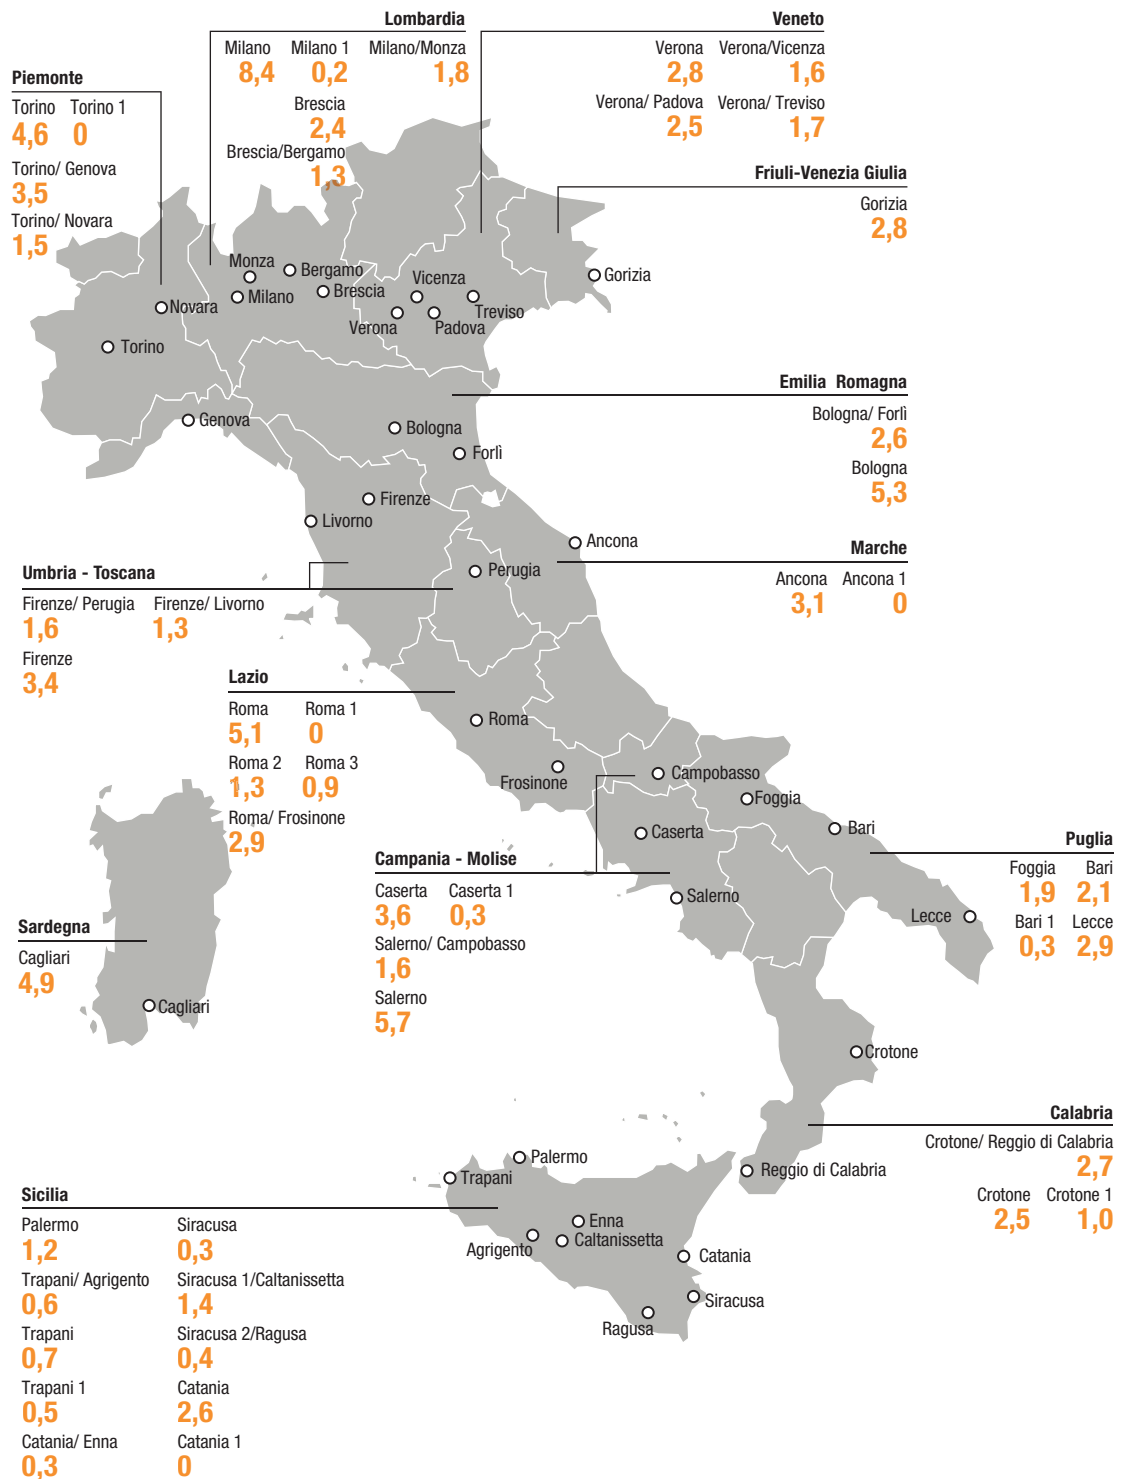 Lombardia
Milano Milano 1 Milano/Monza
8,4 0,2 1,8
Brescia
2,4
Brescia/Bergamo
1,3
Veneto
Verona Verona/Vicenza
2,8 1,6
Verona/ Padova Verona/ Treviso
2,5 1,7
Piemonte
Torino Torino 1
4,6 0
Torino/ Genova
3,5
Torino/ Novara
1,5
Friuli-Venezia Giulia
Gorizia
2,8
Monza
Bergamo
Milano
Brescia
Novara
Vicenza
Treviso
Verona
Padova
Gorizia
Torino
Genova
Bologna
Forlì
Emilia Romagna
Bologna/ Forlì
2,6
Bologna
5,3
Firenze
Livorno
Ancona
Perugia
Marche
Ancona Ancona 1
3,1 0
Umbria - Toscana
Firenze/ Perugia Firenze/ Livorno
1,6 1,3
Firenze
3,4
Lazio
Roma Roma 1
5,1 0
Roma 2 Roma 3
1,3 0,9
Roma/ Frosinone
2,9
Roma
Frosinone
Campobasso
Foggia
Bari
Caserta
Salerno
Lecce
Campania - Molise
Caserta Caserta 1
3,6 0,3
Salerno/ Campobasso
1,6
Salerno
5,7
Puglia
Foggia Bari
1,9 2,1
Bari 1 Lecce
0,3 2,9
Sardegna
Cagliari
4,9
Cagliari
Crotone
Reggio di Calabria
Calabria
Crotone/ Reggio di Calabria
2,7
Crotone Crotone 1
2,5 1,0
Palermo
Trapani
Enna
Caltanissetta
Agrigento
Catania
Siracusa
Ragusa
Sicilia
Palermo Siracusa
1,2 0,3
Trapani/ Agrigento Siracusa 1/Caltanissetta
0,6 1,4
Trapani Siracusa 2/Ragusa
0,7 0,4
Trapani 1 Catania
0,5 2,6
Catania/ Enna Catania 1
0,3 0